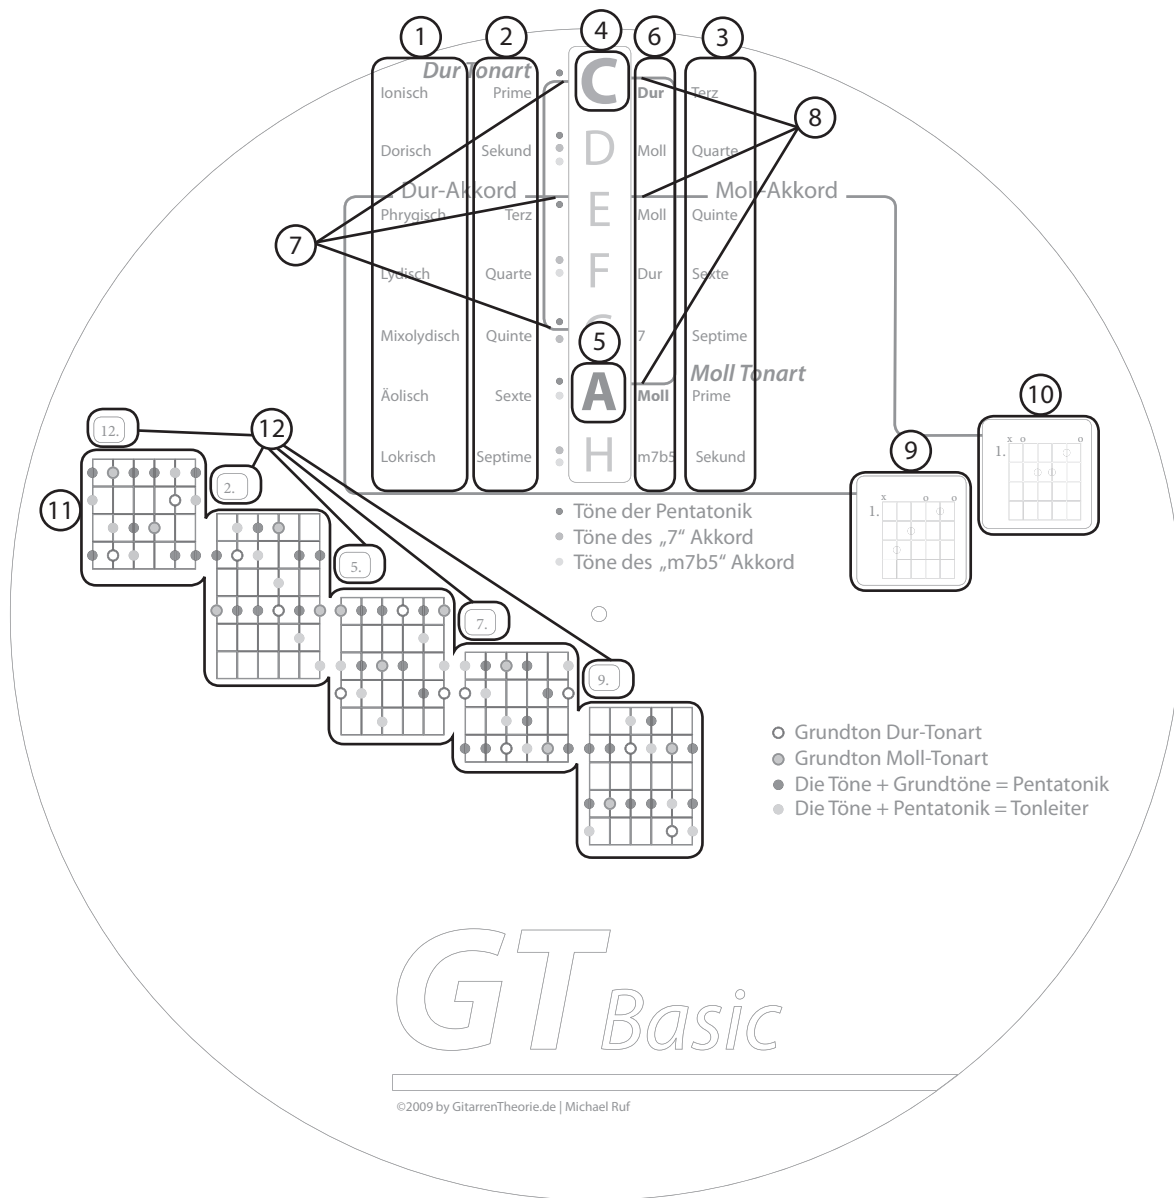 1 2 4 6 3
Dur Tonart C
Ionisch Prime Dur Terz
8
Dorisch Sekund D Moll Quarte
Dur-Akkord Moll-Akkord
Phrygisch Terz E Moll Quinte
7
Lydisch Quarte F Dur Sexte
Mixolydisch Quinte 7 Septime
5
Moll Tonart
Äolisch Sexte A Moll Prime
10
12. 12
x o o
9
Lokrisch Septime H m7b5 Sekund
1.
2.
x o o
11
1.
Töne der Pentatonik
Töne des „7“ Akkord
Töne des „m7b5“ Akkord
5.
7.
9.
Grundton Dur-Tonart
Grundton Moll-Tonart
Die Töne + Grundtöne = Pentatonik
Die Töne + Pentatonik = Tonleiter
GT Basic
©2009 by GitarrenTheorie.de | Michael Ruf